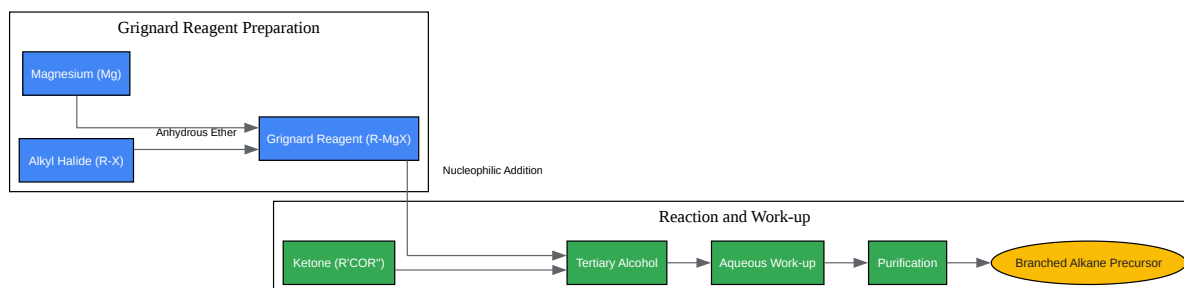 Grignard Reagent Preparation
Magnesium (Mg)
Anhydrous Ether
Grignard Reagent (R-MgX)
Alkyl Halide (R-X)
Nucleophilic Addition
Reaction and Work-up
Ketone (R'COR'')
Tertiary Alcohol
Aqueous Work-up
Purification
Branched Alkane Precursor